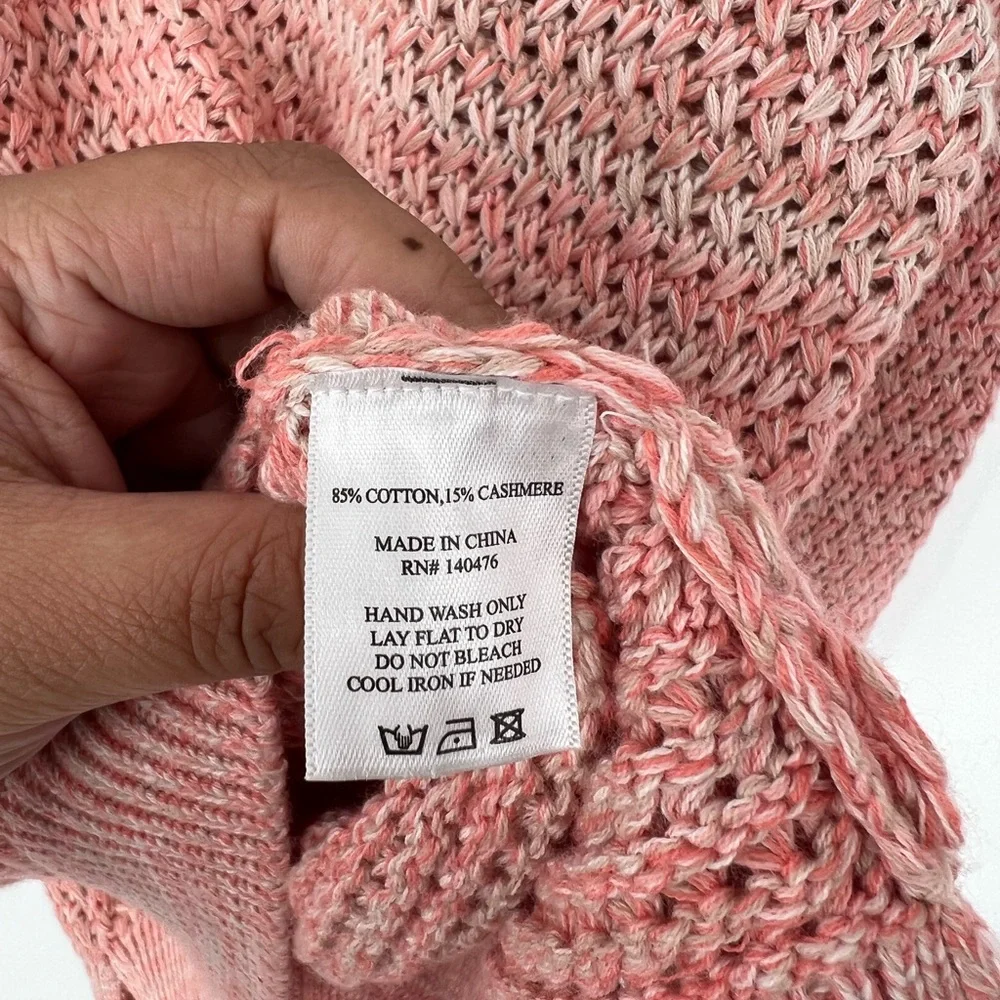 85% COTTON,15% CASHMERE
MADE IN CHINA
RN# 140476
HAND WASH ONLY
LAY FLAT TO DRY
DO NOT BLEACH
COOL IRON IF NEEDED